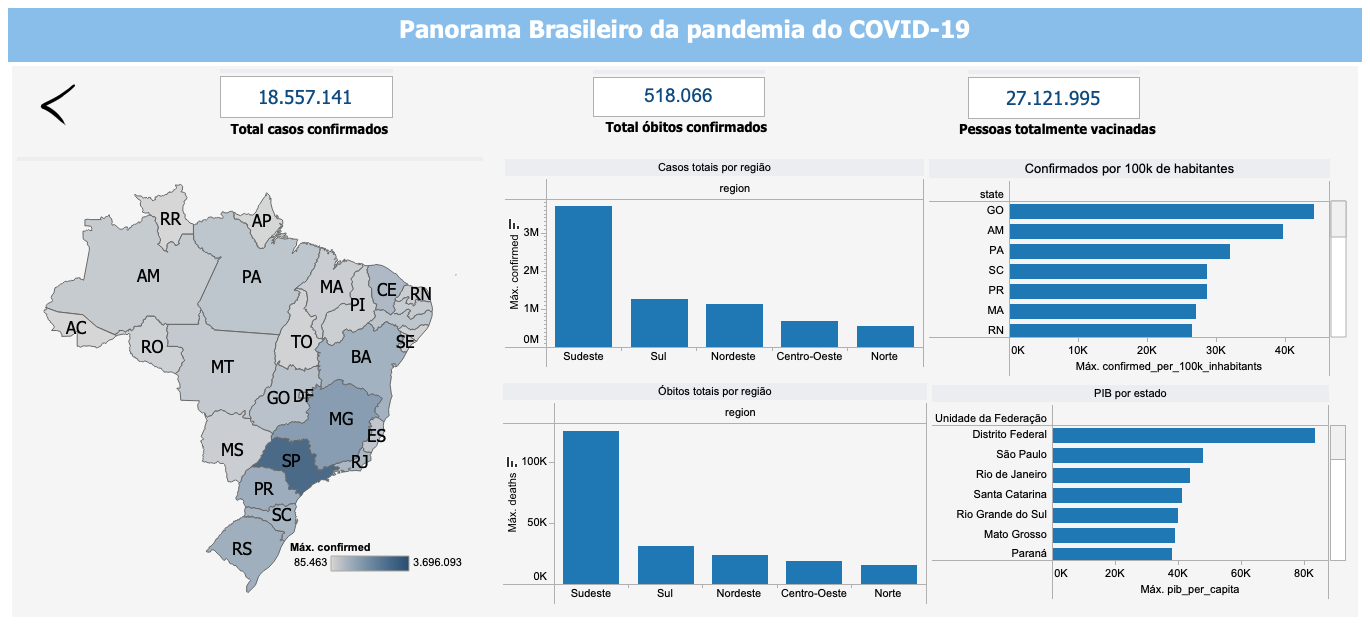 Panorama Brasileiro da pandemia do COVID-19
18.557.141
Total casos confirmados
518.066
Total óbitos confirmados
27.121.995
Pessoas totalmente vacinadas
RR
AP
AM
PA
MA
CE
RN
PI
AC
RO
TO
SE
BA
MT
GO
DF
MG
ES
MS
SP
RJ
PR
SC
RS
Máx. confirmed
85.463
3.696.093
Casos totais por região
region
Máx. confirmed
3M
2M
1M
0M
Sudeste
Sul
Nordeste
Centro-Oeste
Norte
Óbitos totais por região
region
Máx. deaths
100K
50K
0K
Sudeste
Sul
Nordeste
Centro-Oeste
Norte
Confirmados por 100k de habitantes
state
GO
AM
PA
SC
PR
MA
RN
0K 10K 20K 30K 40K
Máx. confirmed_per_100k_inhabitants
PIB por estado
Unidade da Federação
Distrito Federal
São Paulo
Rio de Janeiro
Santa Catarina
Rio Grande do Sul
Mato Grosso
Paraná
0K 20K 40K 60K 80K
Máx. pib_per_capita